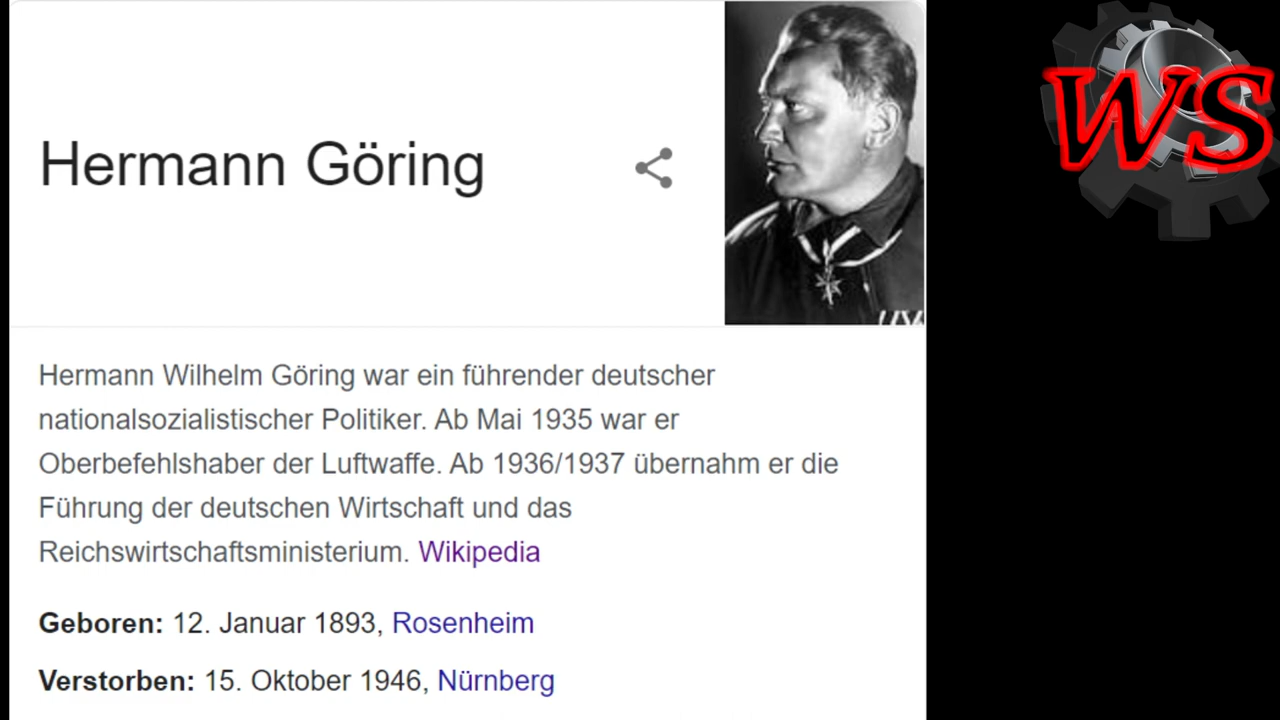 WS
Hermann Göring
Hermann Wilhelm Göring war ein führender deutscher
nationalsozialistischer Politiker. Ab Mai 1935 war er
Oberbefehlshaber der Luftwaffe. Ab 1936/1937 übernahm er die
Führung der deutschen Wirtschaft und das
Reichswirtschaftsministerium. Wikipedia
Geboren: 12. Januar 1893, Rosenheim
Verstorben: 15. Oktober 1946, Nürnberg